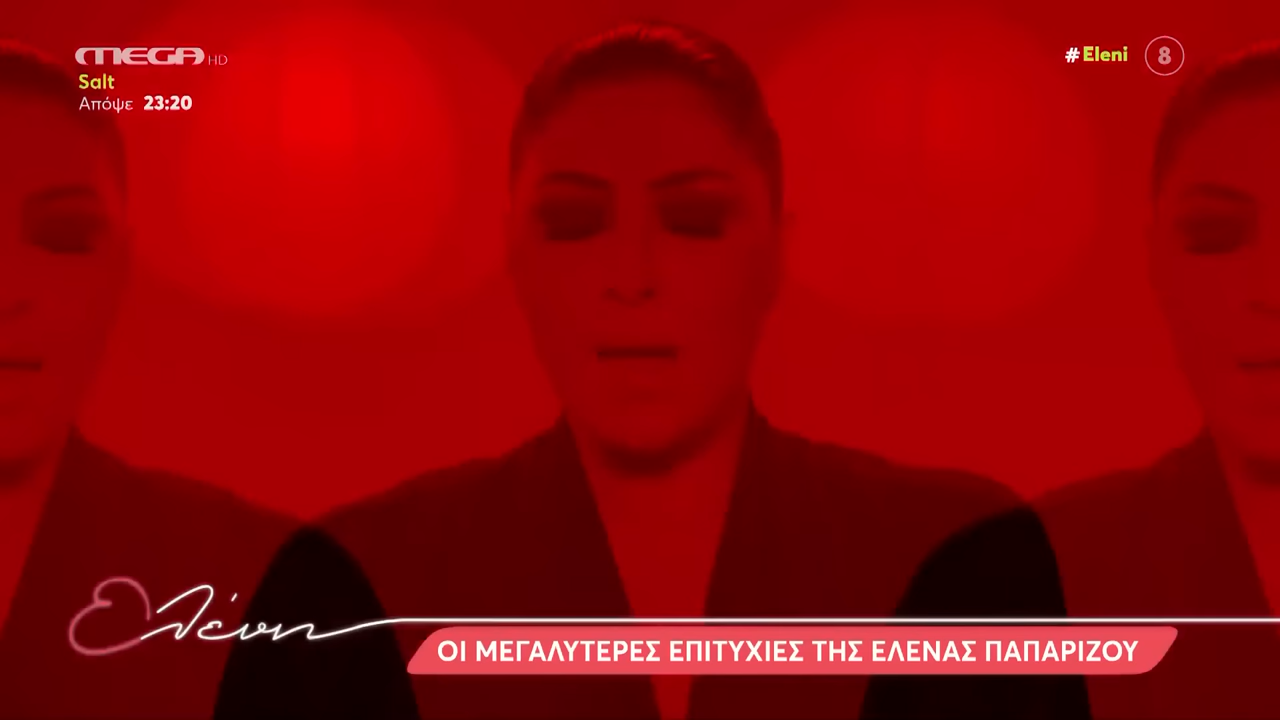 MEGA HD
Salt
Απόψε 23:20
#Eleni
8
Ελένη
ΟΙ ΜΕΓΑΛΥΤΕΡΕΣ ΕΠΙΤΥΧΙΕΣ ΤΗΣ ΕΛΕΝΑΣ ΠΑΠΑΡΙΖΟΥ